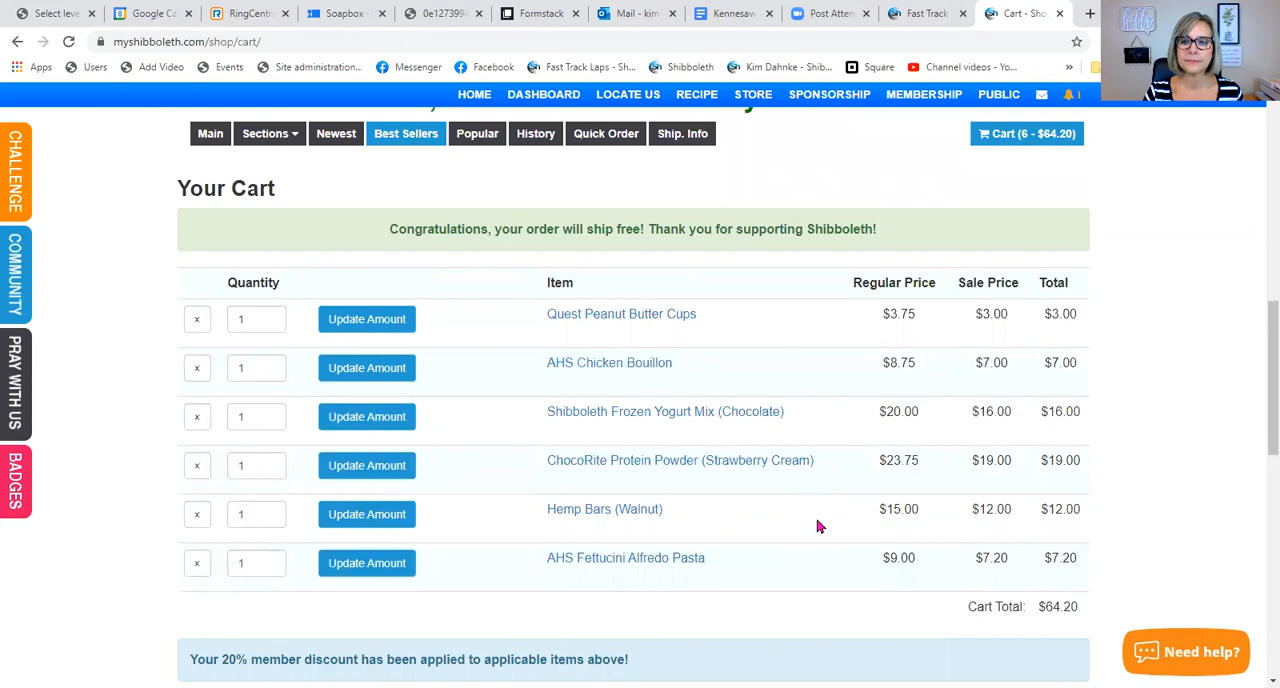 Select leve
Google Ca
RingCentra
Soapbox -
0e1273994
Formstack
Mail - kim
Kennesaw
Post Atten
Fast Track
Cart - Sho
myshibboleth.com/shop/cart/
Apps Users Add Video Events Site administration... Messenger Fast Track Laps - Sh... Shibboleth Kim Dahnke - Shib... Square Channel videos - Yo... »
HOME DASHBOARD LOCATE US RECIPE STORE SPONSORSHIP MEMBERSHIP PUBLIC 1
Main Sections Newest Best Sellers Popular History Quick Order Ship. Info Cart (6 - $64.20)
CHALLENGE
COMMUNITY
PRAY WITH US
BADGES
Your Cart
Congratulations, your order will ship free! Thank you for supporting Shibboleth!
Quantity Item Regular Price Sale Price Total
x 1 Update Amount Quest Peanut Butter Cups $3.75 $3.00 $3.00
x 1 Update Amount AHS Chicken Bouillon $8.75 $7.00 $7.00
x 1 Update Amount Shibboleth Frozen Yogurt Mix (Chocolate) $20.00 $16.00 $16.00
x 1 Update Amount ChocoRite Protein Powder (Strawberry Cream) $23.75 $19.00 $19.00
x 1 Update Amount Hemp Bars (Walnut) $15.00 $12.00 $12.00
x 1 Update Amount AHS Fettucini Alfredo Pasta $9.00 $7.20 $7.20
Cart Total: $64.20
Your 20% member discount has been applied to applicable items above!
Need help?